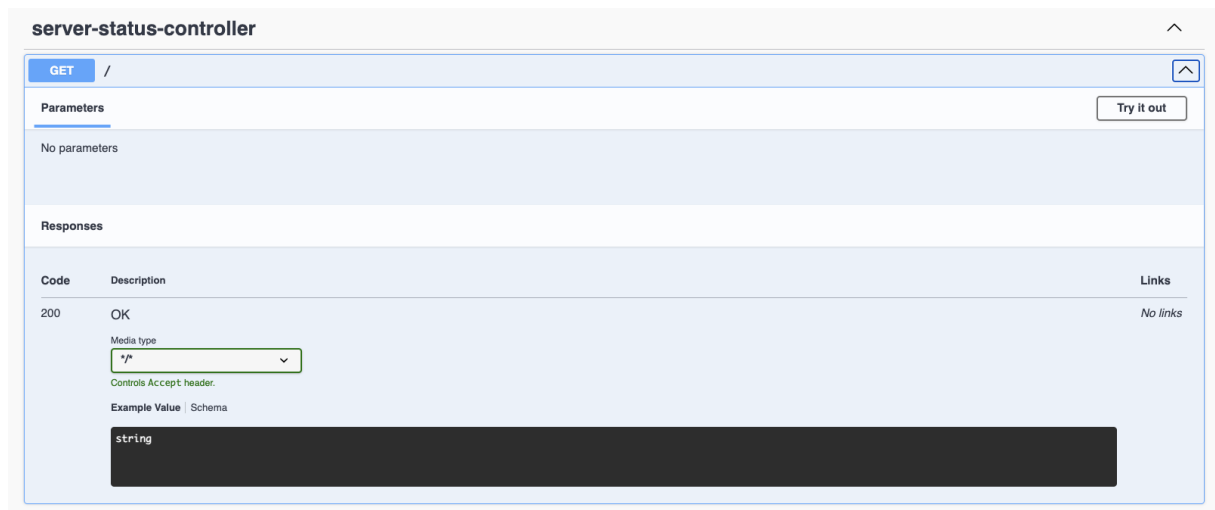 server-status-controller
GET /
Parameters Try it out
No parameters
Responses
Code Description Links
200 OK No links
Media type
*/*
Controls Accept header.
Example Value Schema
string